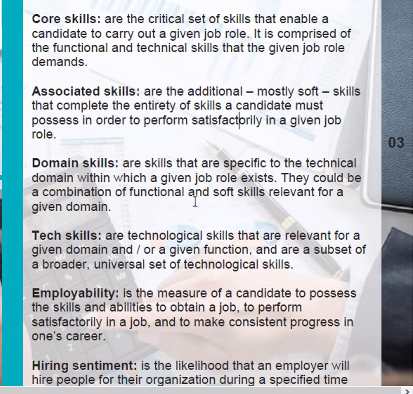 Core skills: are the critical set of skills that enable a
candidate to carry out a given job role. It is comprised of
the functional and technical skills that the given job role
demands.
Associated skills: are the additional – mostly soft – skills
that complete the entirety of skills a candidate must
possess in order to perform satisfactorily in a given job
role.
03
Domain skills: are skills that are specific to the technical
domain within which a given job role exists. They could be
a combination of functional and soft skills relevant for a
given domain.
Tech skills: are technological skills that are relevant for a
given domain and / or a given function, and are a subset of
a broader, universal set of technological skills.
Employability: is the measure of a candidate to possess
the skills and abilities to obtain a job, to perform
satisfactorily in a job, and to make consistent progress in
one's career.
Hiring sentiment: is the likelihood that an employer will
hire people for their organization during a specified time